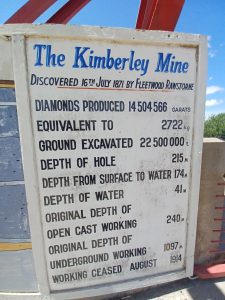 The Kimberley Mine
DISCOVERED 16TH JULY 1871 BY FLEETWOOD RAWSTORNE
DIAMONDS PRODUCED 14 504 566 CARATS
EQUIVALENT TO 2722 kg
GROUND EXCAVATED 22 500 000 t
DEPTH OF HOLE 215 m
DEPTH FROM SURFACE TO WATER 174 m
DEPTH OF WATER 41 m
ORIGINAL DEPTH OF
OPEN CAST WORKING 240 m
ORIGINAL DEPTH OF
UNDERGROUND WORKING 1097 m
WORKING CEASED AUGUST 1914